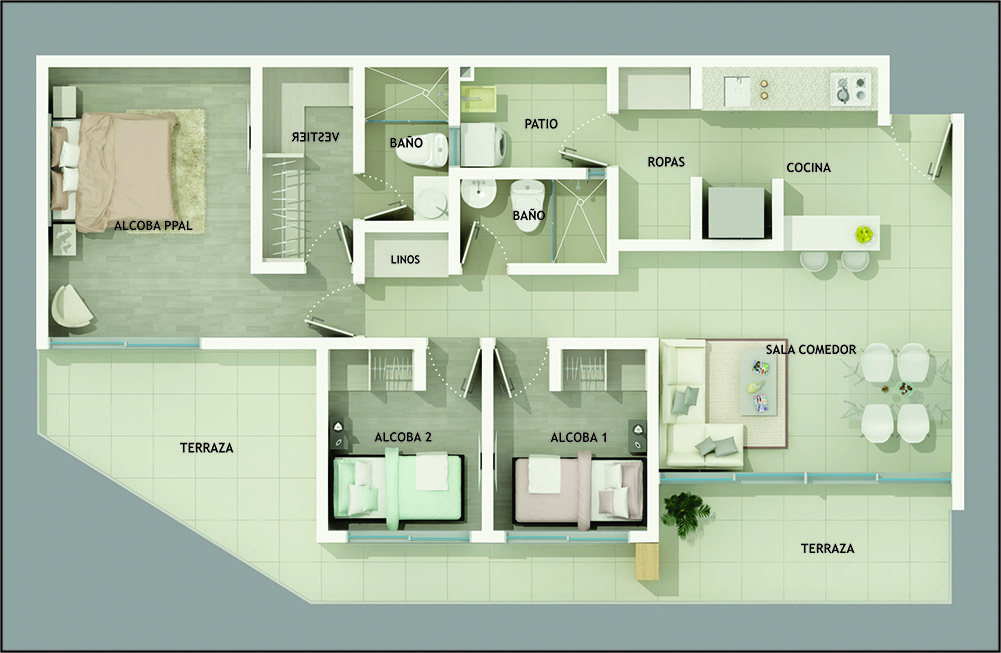 PATIO
VESTIER
BAÑO
ROPAS
COCINA
BAÑO
ALCOBA PPAL
LINOS
SALA COMEDOR
ALCOBA 2
ALCOBA 1
TERRAZA
TERRAZA